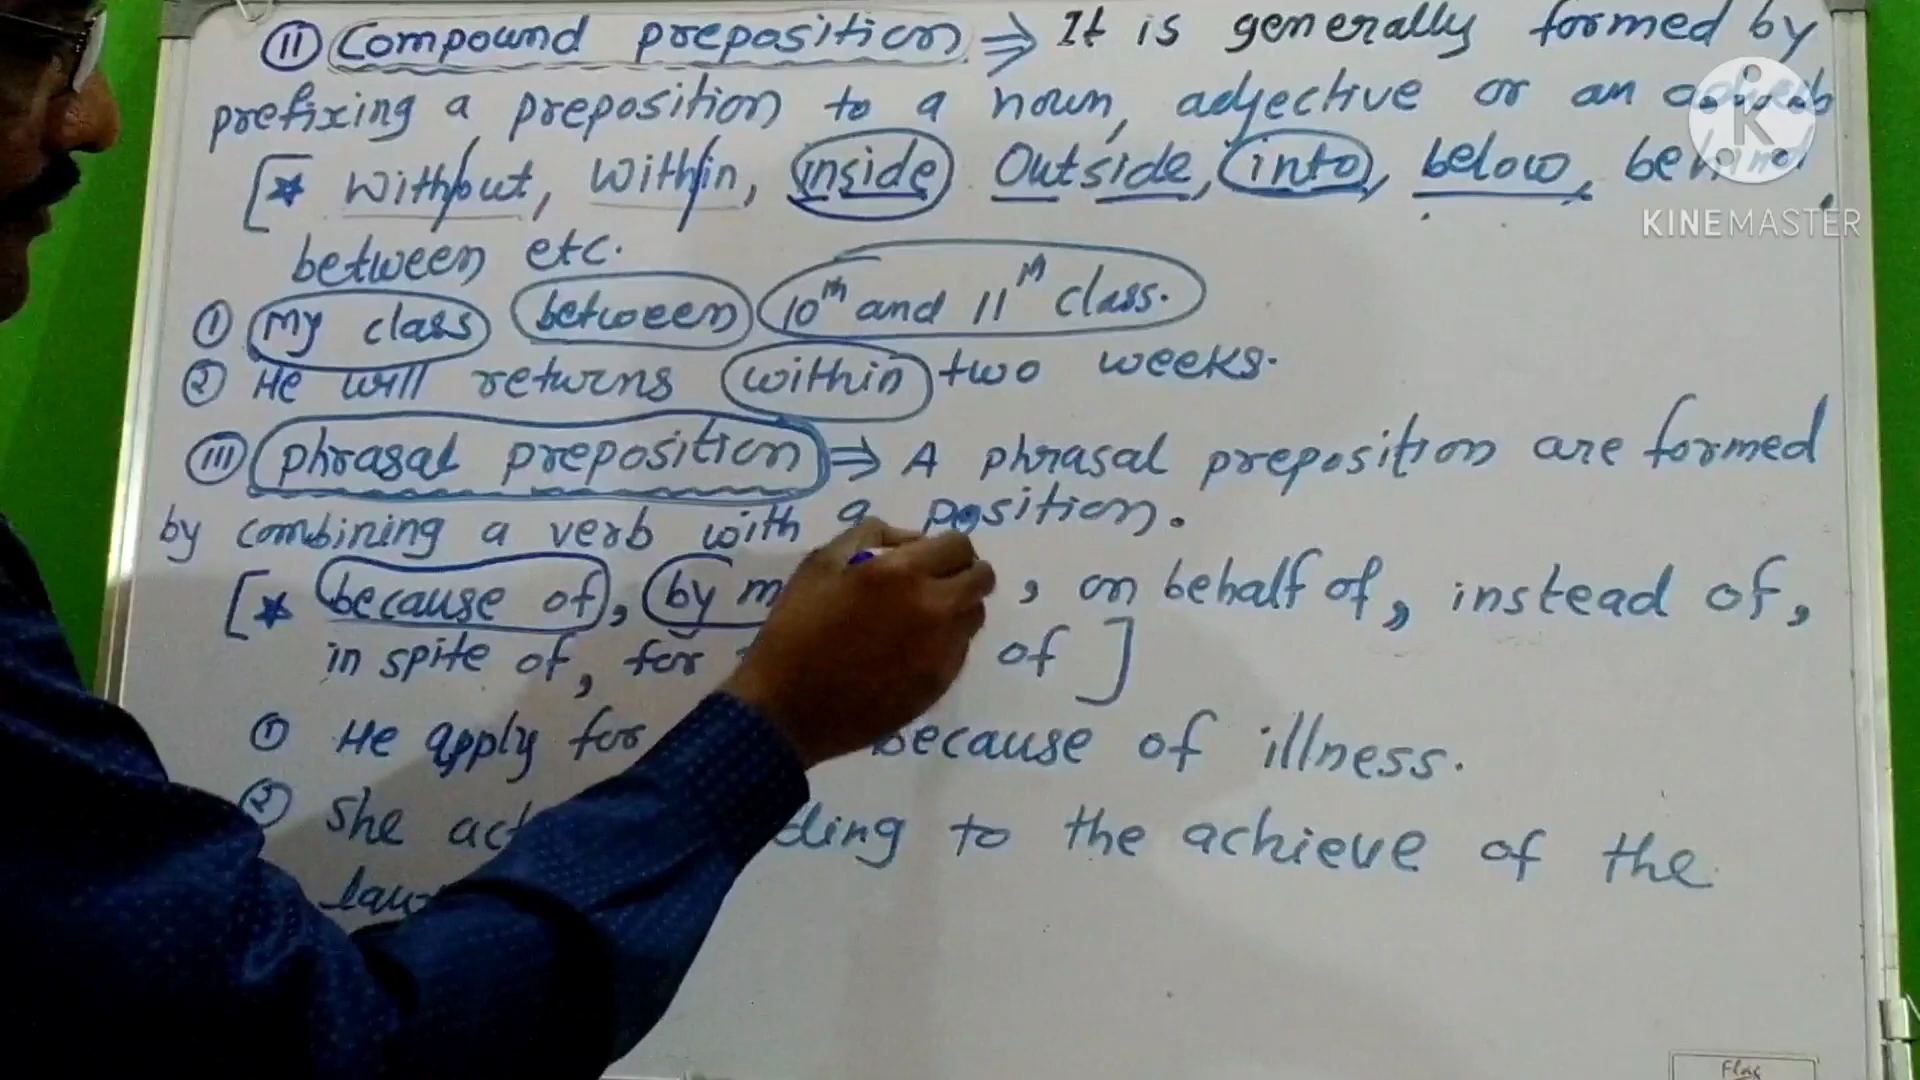 II Compound preposition ⇒ It is generally formed by
prefixing a preposition to a noun, adjective or an
[* without, within, inside Outside, into, below,
between etc.
① My class between 10th and 11th class.
② He will returns within two weeks.
III phrasal preposition ⇒ A phrasal preposition are formed
by combining a verb with a position.
[* because of, by , on behalf of, instead of,
in spite of, for of ]
① He apply for because of illness.
② She to the achieve of the
KINEMASTER
Flag